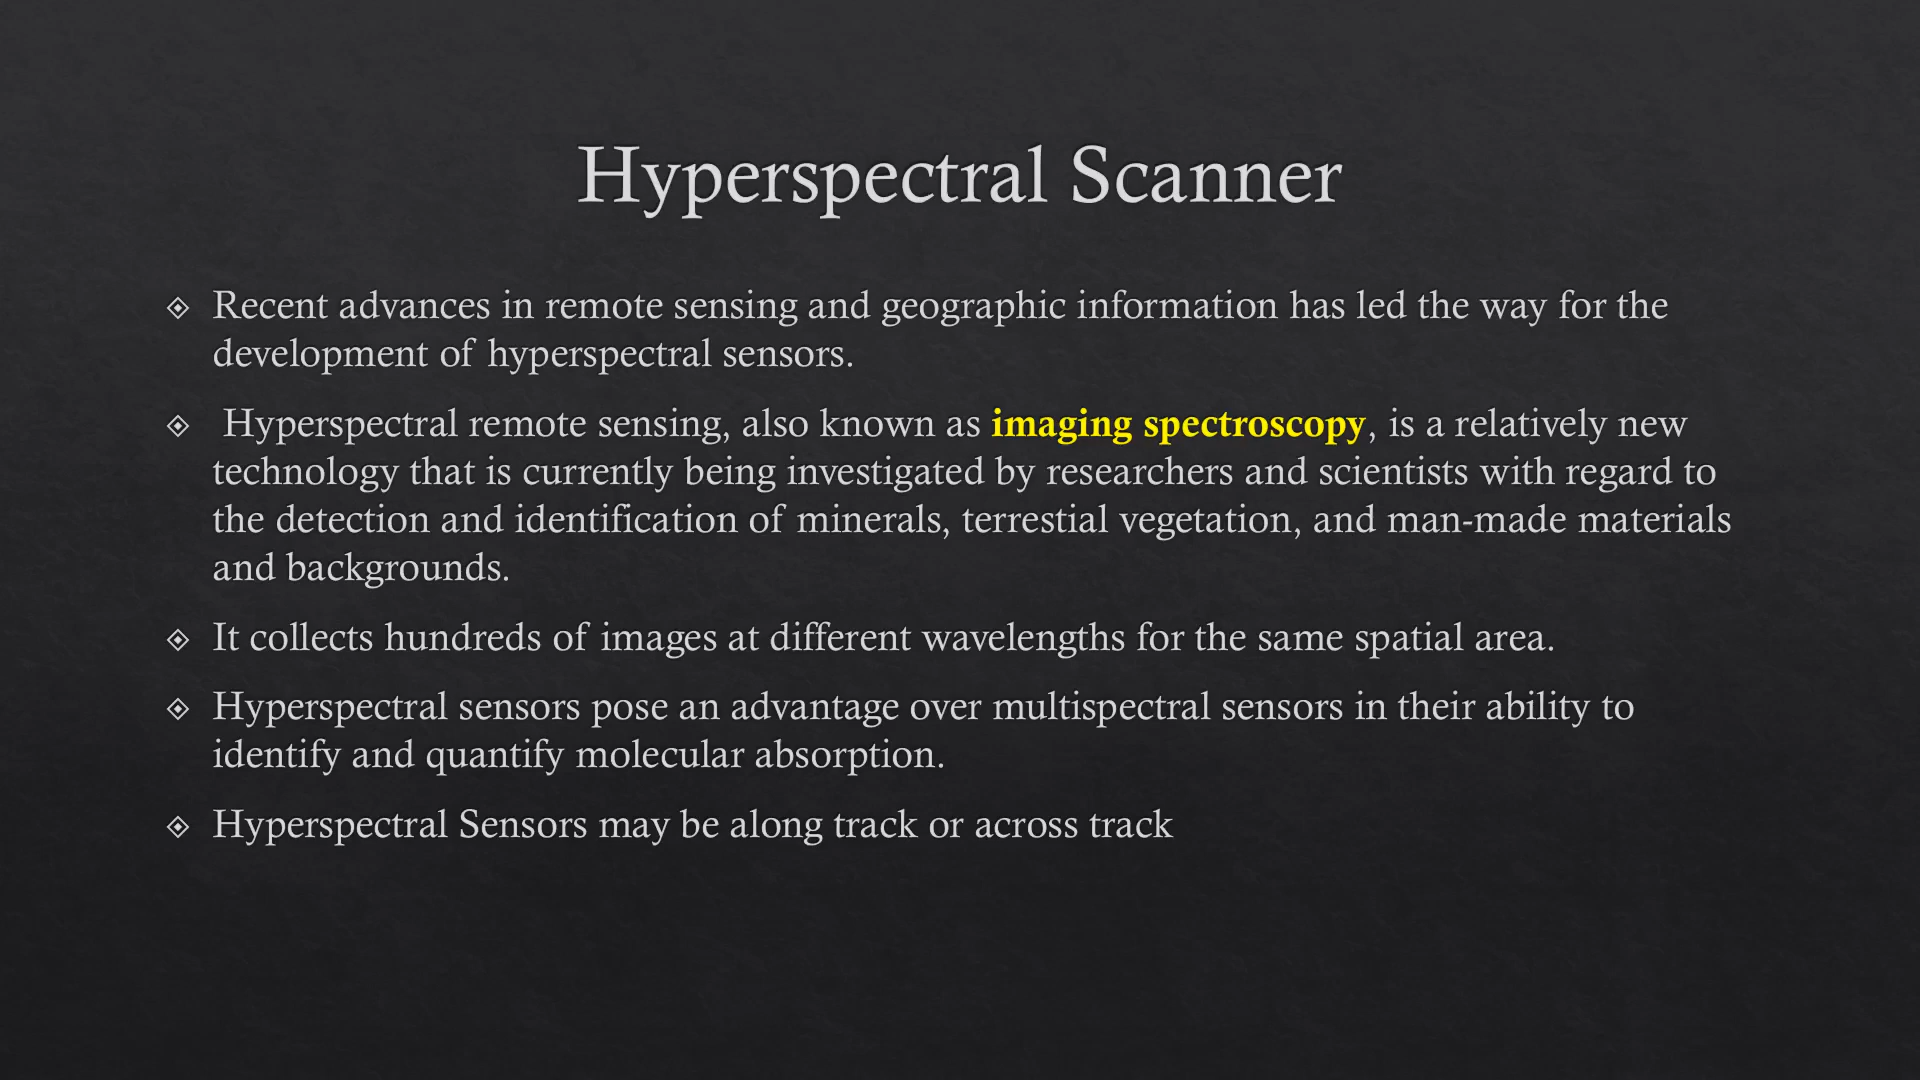 Hyperspectral Scanner
Recent advances in remote sensing and geographic information has led the way for the
development of hyperspectral sensors.
Hyperspectral remote sensing, also known as imaging spectroscopy, is a relatively new
technology that is currently being investigated by researchers and scientists with regard to
the detection and identification of minerals, terrestial vegetation, and man-made materials
and backgrounds.
It collects hundreds of images at different wavelengths for the same spatial area.
Hyperspectral sensors pose an advantage over multispectral sensors in their ability to
identify and quantify molecular absorption.
Hyperspectral Sensors may be along track or across track